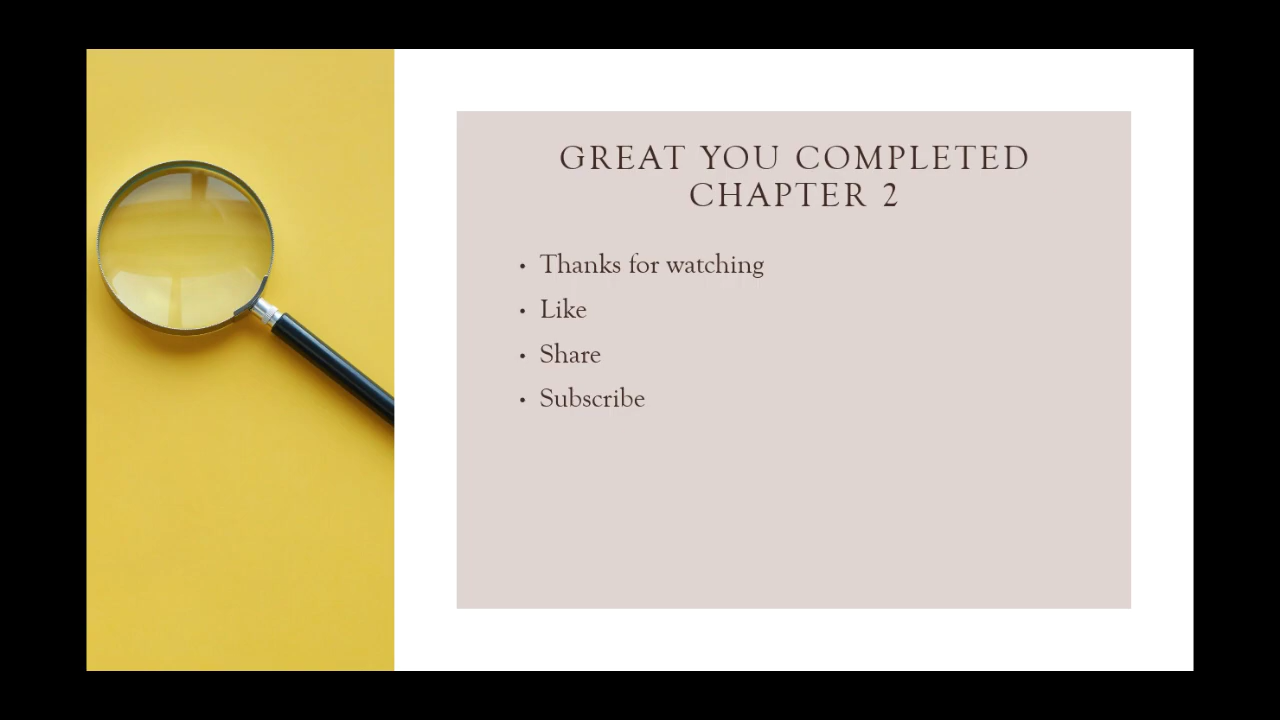 GREAT YOU COMPLETED
CHAPTER 2
• Thanks for watching
• Like
• Share
• Subscribe